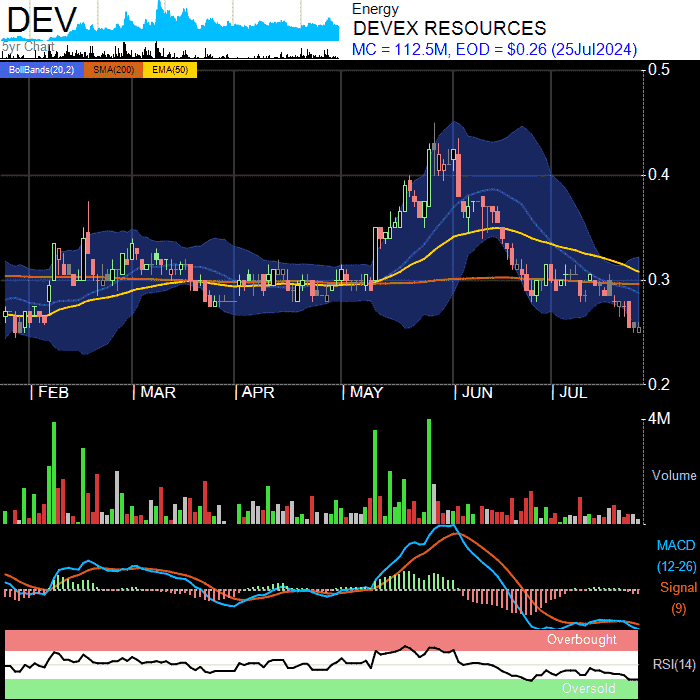 DEV
Energy
DEVEX RESOURCES
MC = 112.5M, EOD = $0.26 (25Jul2024)
5yr Chart
BollBands(20,2) SMA(200) EMA(50)
0.5
0.4
0.3
0.2
FEB MAR APR MAY JUN JUL
4M
Volume
MACD
(12-26)
Signal
(9)
Overbought
RSI(14)
Oversold